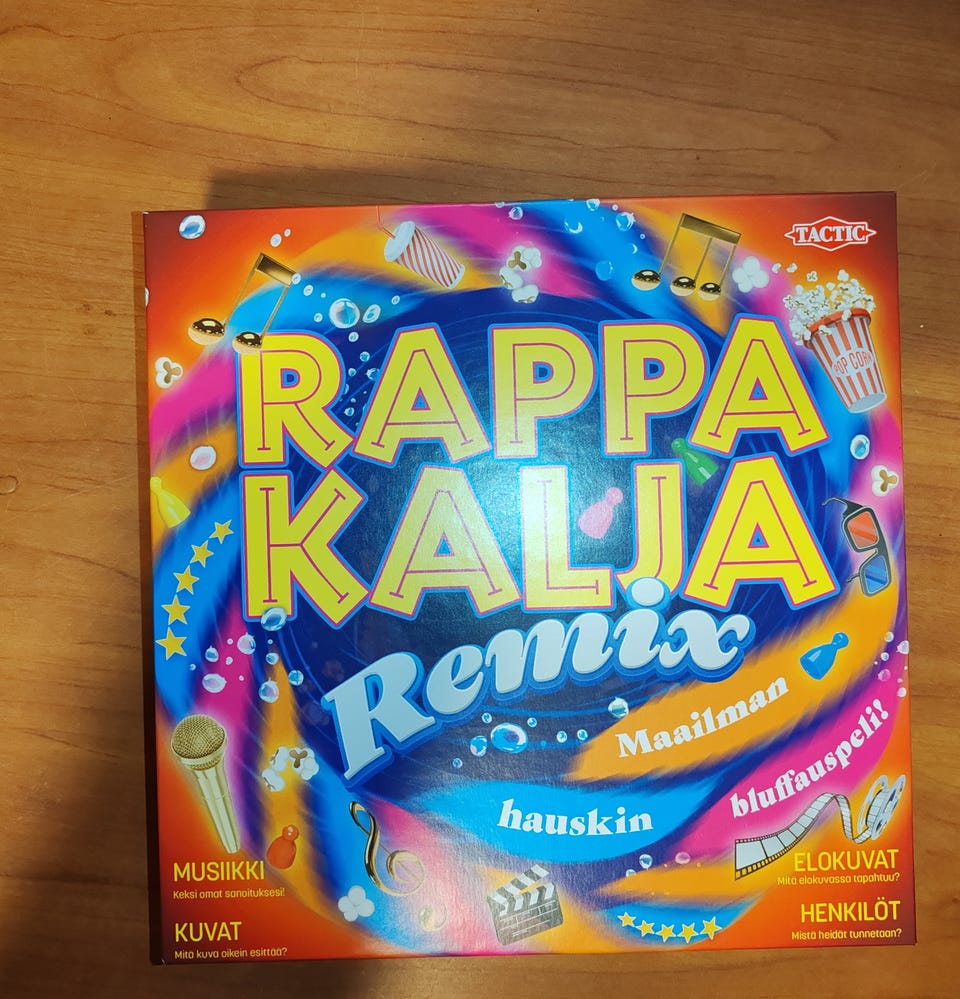 TACTIC
POP CORN
RAPPA
KALJA
Remix
Maailman
hauskin
bluffauspeli!
MUSIIKKI
Keksi omat sanoituksesi!
KUVAT
Mitä kuva oikein esittää?
ELOKUVAT
Mitä elokuvassa tapahtuu?
HENKILÖT
Mistä heidät tunnetaan?